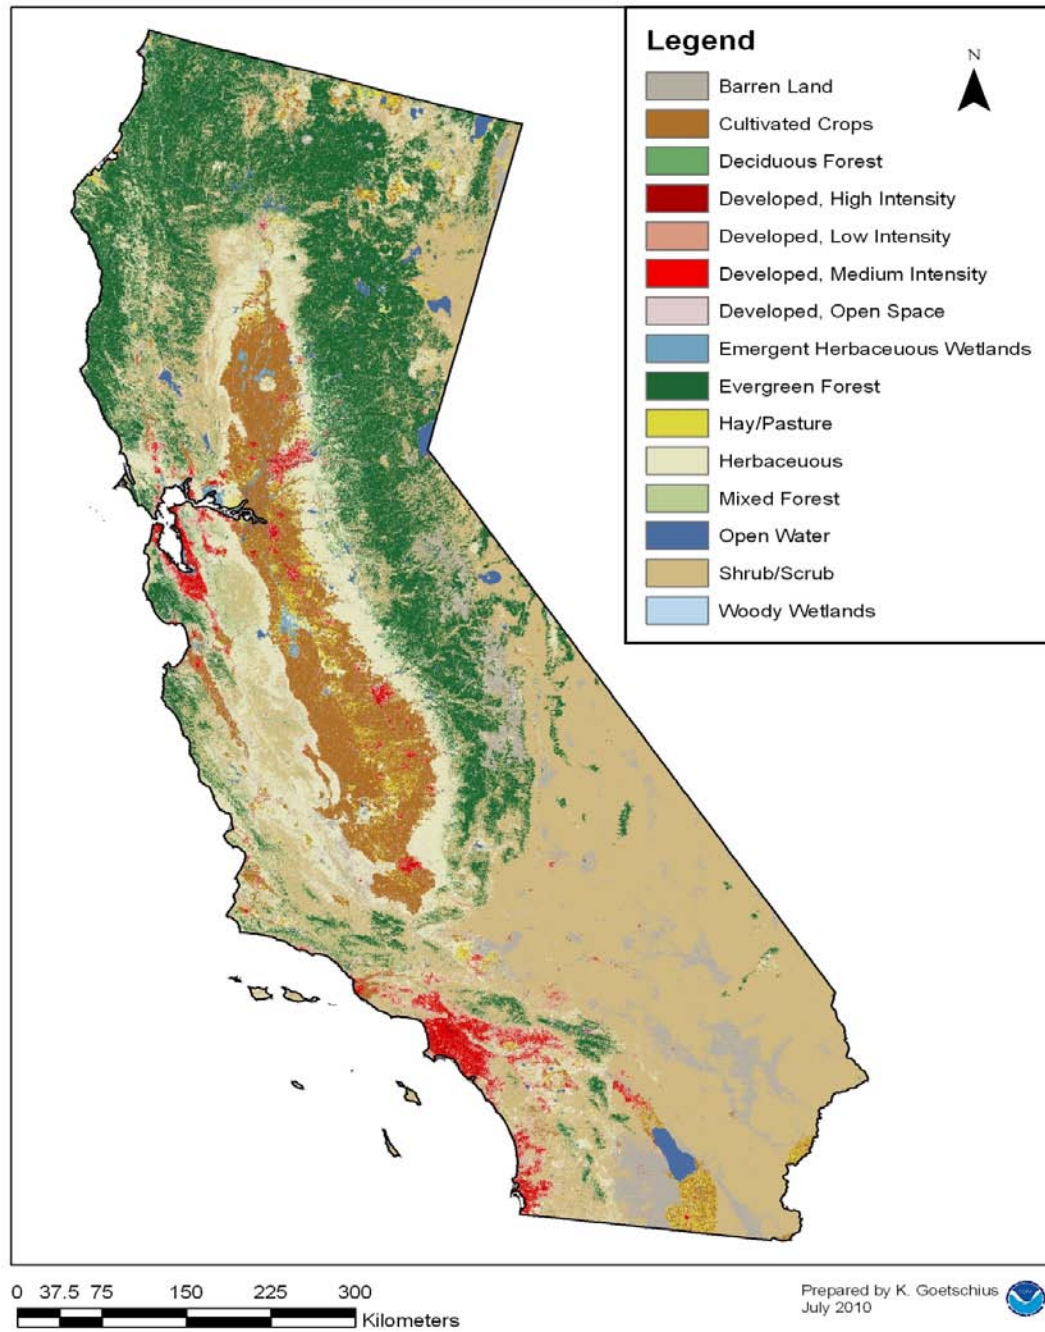 Legend
N
Barren Land
Cultivated Crops
Deciduous Forest
Developed, High Intensity
Developed, Low Intensity
Developed, Medium Intensity
Developed, Open Space
Emergent Herbaceuous Wetlands
Evergreen Forest
Hay/Pasture
Herbaceuous
Mixed Forest
Open Water
Shrub/Scrub
Woody Wetlands
0 37.5 75 150 225 300
Kilometers
Prepared by K. Goetschius
July 2010